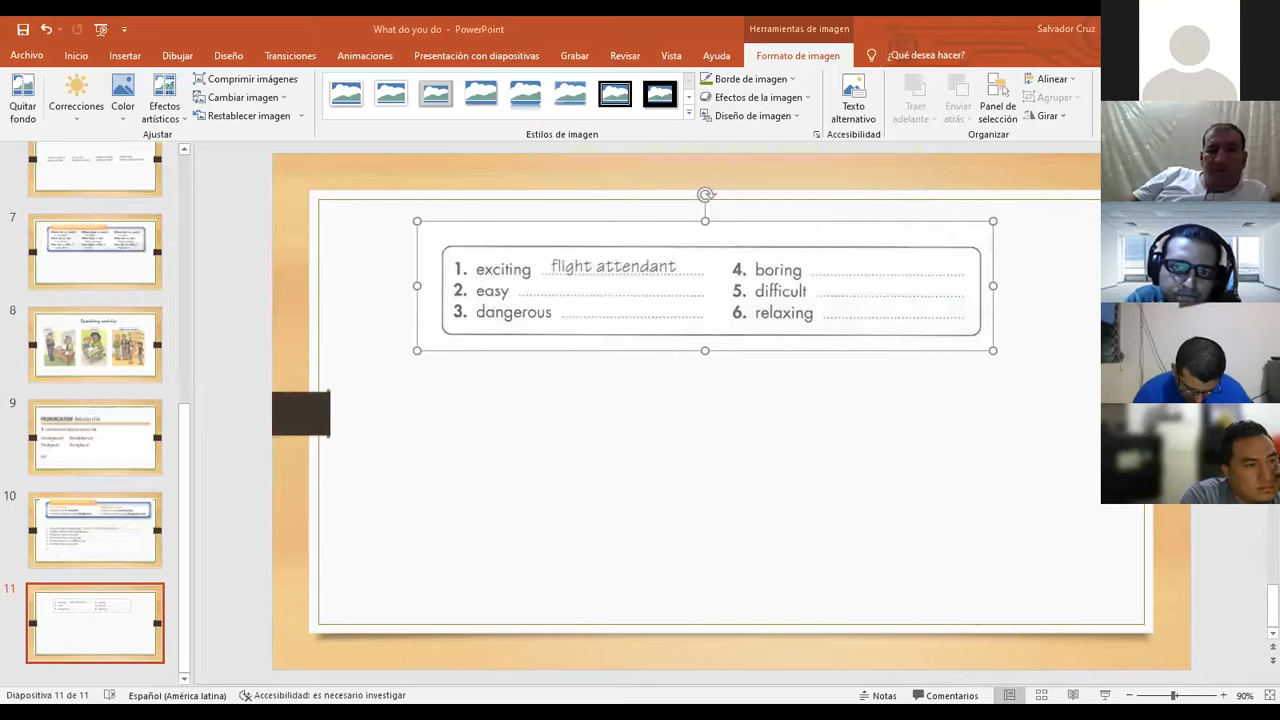 What do you do - PowerPoint
Herramientas de imagen
Salvador Cruz
Archivo
Inicio
Insertar
Dibujar
Diseño
Transiciones
Animaciones
Presentación con diapositivas
Grabar
Revisar
Vista
Ayuda
Formato de imagen
¿Qué desea hacer?
Quitar fondo
Correcciones
Color
Efectos artísticos
Comprimir imágenes
Cambiar imagen
Restablecer imagen
Ajustar
Estilos de imagen
Borde de imagen
Efectos de la imagen
Diseño de imagen
Texto alternativo
Accesibilidad
Traer adelante
Enviar atrás
Panel de selección
Alinear
Agrupar
Girar
Organizar
7
8
Speaking activity
9
10
11
1. exciting flight attendant
2. easy
3. dangerous
4. boring
5. difficult
6. relaxing
Diapositiva 11 de 11
Español (América latina)
Accesibilidad: es necesario investigar
Notas
Comentarios
90%